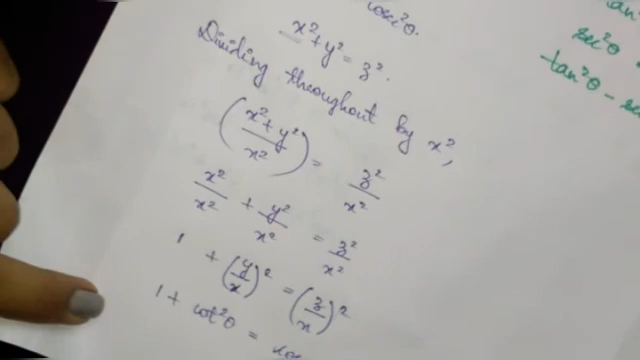 cosec²θ.
x² + y² = z².
Dividing throughout by x²,
(x² + y² / x²) = z² / x²
x² / x² + y² / x² = z² / x²
1 + (y/x)² = (z/x)²
1 + cot²θ =
sec²θ
tan²θ –